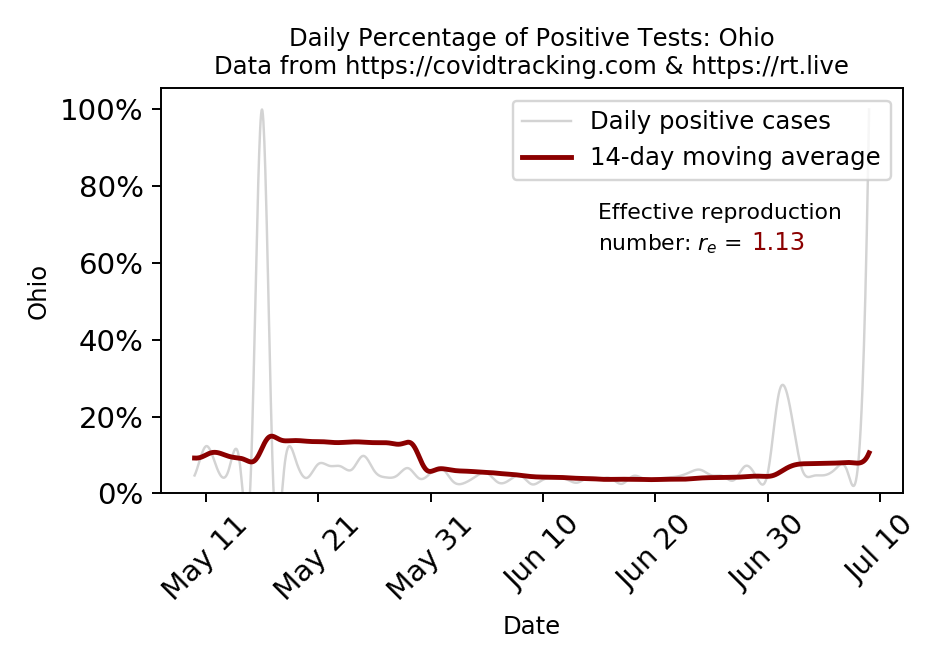 Daily Percentage of Positive Tests: Ohio
Data from https://covidtracking.com & https://rt.live
100%
80%
60%
40%
20%
0%
Ohio
Daily positive cases
14-day moving average
Effective reproduction
number: rₑ = 1.13
May 11
May 21
May 31
Jun 10
Jun 20
Jun 30
Jul 10
Date